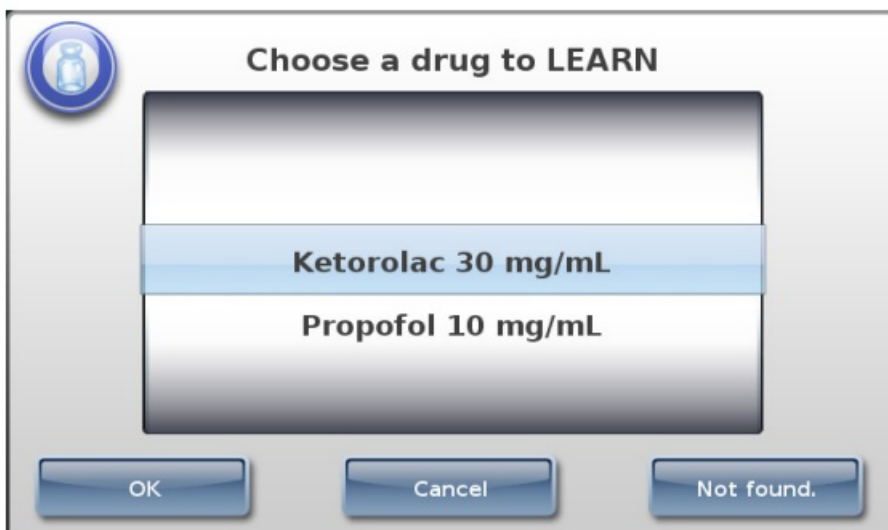 Choose a drug to LEARN
Ketorolac 30 mg/mL
Propofol 10 mg/mL
OK
Cancel
Not found.